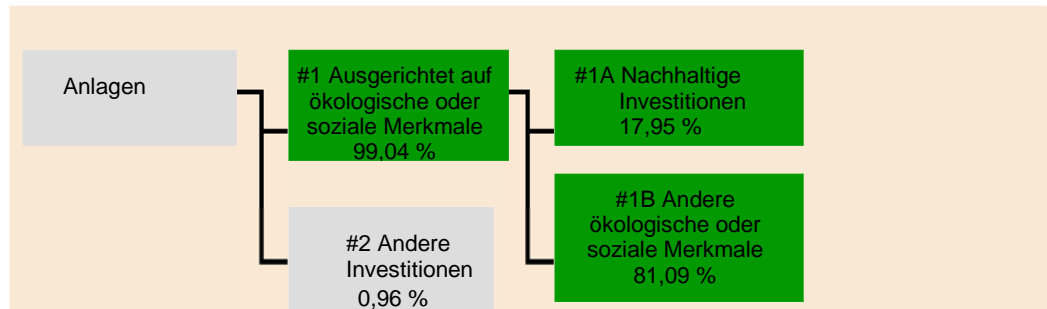 Anlagen
#1 Ausgerichtet auf
ökologische oder
soziale Merkmale
99,04 %
#2 Andere
Investitionen
0,96 %
#1A Nachhaltige
Investitionen
17,95 %
#1B Andere
ökologische oder
soziale Merkmale
81,09 %